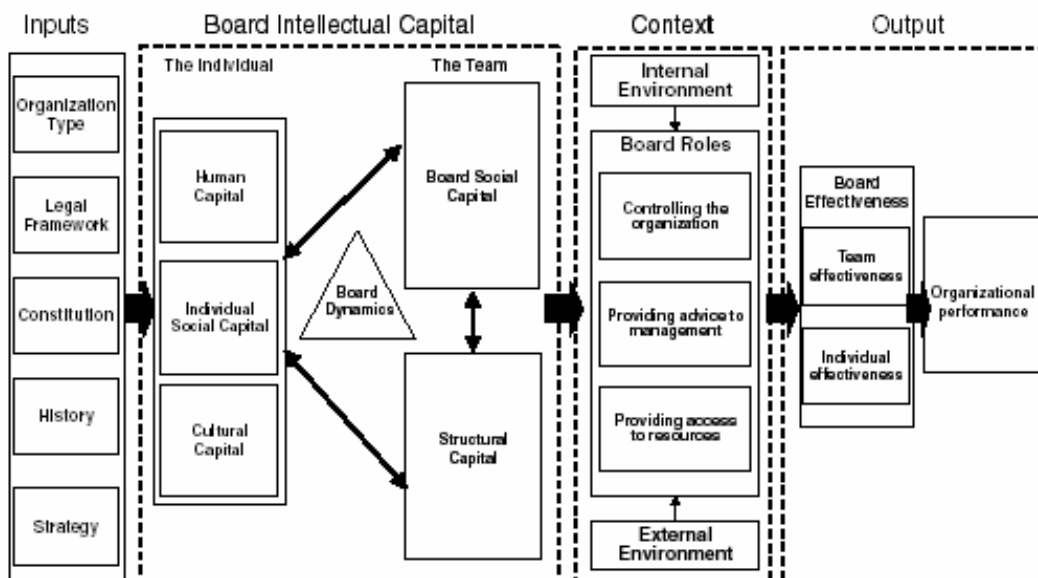 Inputs
Board Intellectual Capital
Context
Output
Organization
Type
Legal
Framework
Constitution
History
Strategy
The Individual
The Team
Human
Capital
Individual
Social Capital
Cultural
Capital
Board
Dynamics
Board Social
Capital
Structural
Capital
Internal
Environment
Board Roles
Controlling the
organization
Providing advice to
management
Providing access
to resources
External
Environment
Board
Effectiveness
Team
effectiveness
Individual
effectiveness
Organizational
performance